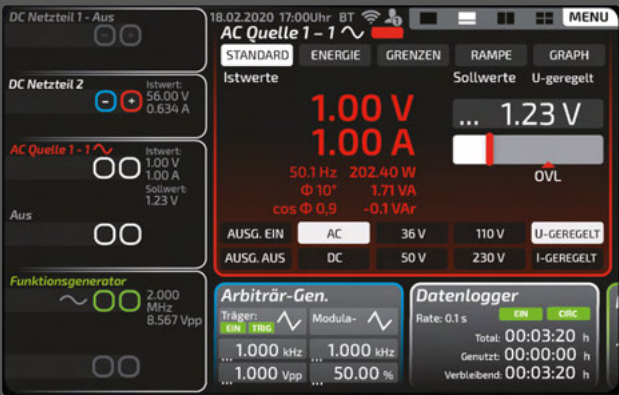 DC Netzteil 1 - Aus
18.02.2020 17:00Uhr BT
MENU
AC Quelle 1 – 1
STANDARD ENERGIE GRENZEN RAMPE GRAPH
DC Netzteil 2
Istwert:
56.00 V
0.634 A
Istwerte
Sollwerte U-geregelt
1.00 V
1.00 A
... 1.23 V
OVL
50.1 Hz 202.40 W
Φ 10° 1.71 VA
cos Φ 0,9 -0.1 VAr
AC Quelle 1 - 1
Istwert:
1.00 V
1.00 A
Sollwert:
1.23 V
Aus
AUSG. EIN AC 36 V 110 V U-GEREGELT
AUSG. AUS DC 50 V 230 V I-GEREGELT
Funktionsgenerator
2.000
MHz
8.567 Vpp
Arbiträr-Gen.
Träger: Modula-
EIN TRIG
... 1.000 kHz ... 1.000 kHz
... 1.000 Vpp ... 50.00 %
Datenlogger
Rate: 0.1 s EIN CIRC
Total: 00:03:20 h
Genutzt: 00:00:00 h
Verbleibend: 00:03:20 h